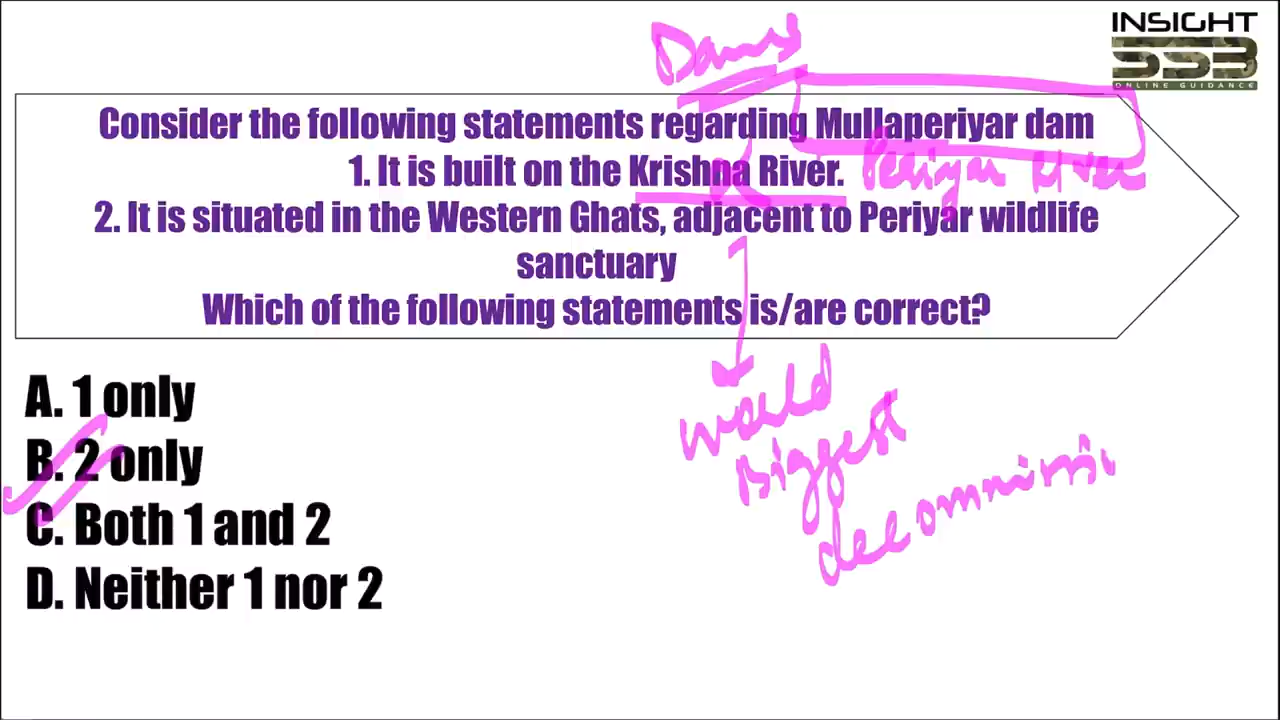 INSIGHT
SSB
ONLINE GUIDANCE
Dams
Consider the following statements regarding Mullaperiyar dam
1. It is built on the Krishna River. Periyar River
2. It is situated in the Western Ghats, adjacent to Periyar wildlife
sanctuary
Which of the following statements is/are correct?
A. 1 only
B. 2 only
C. Both 1 and 2
D. Neither 1 nor 2
world
Biggest
decommissi